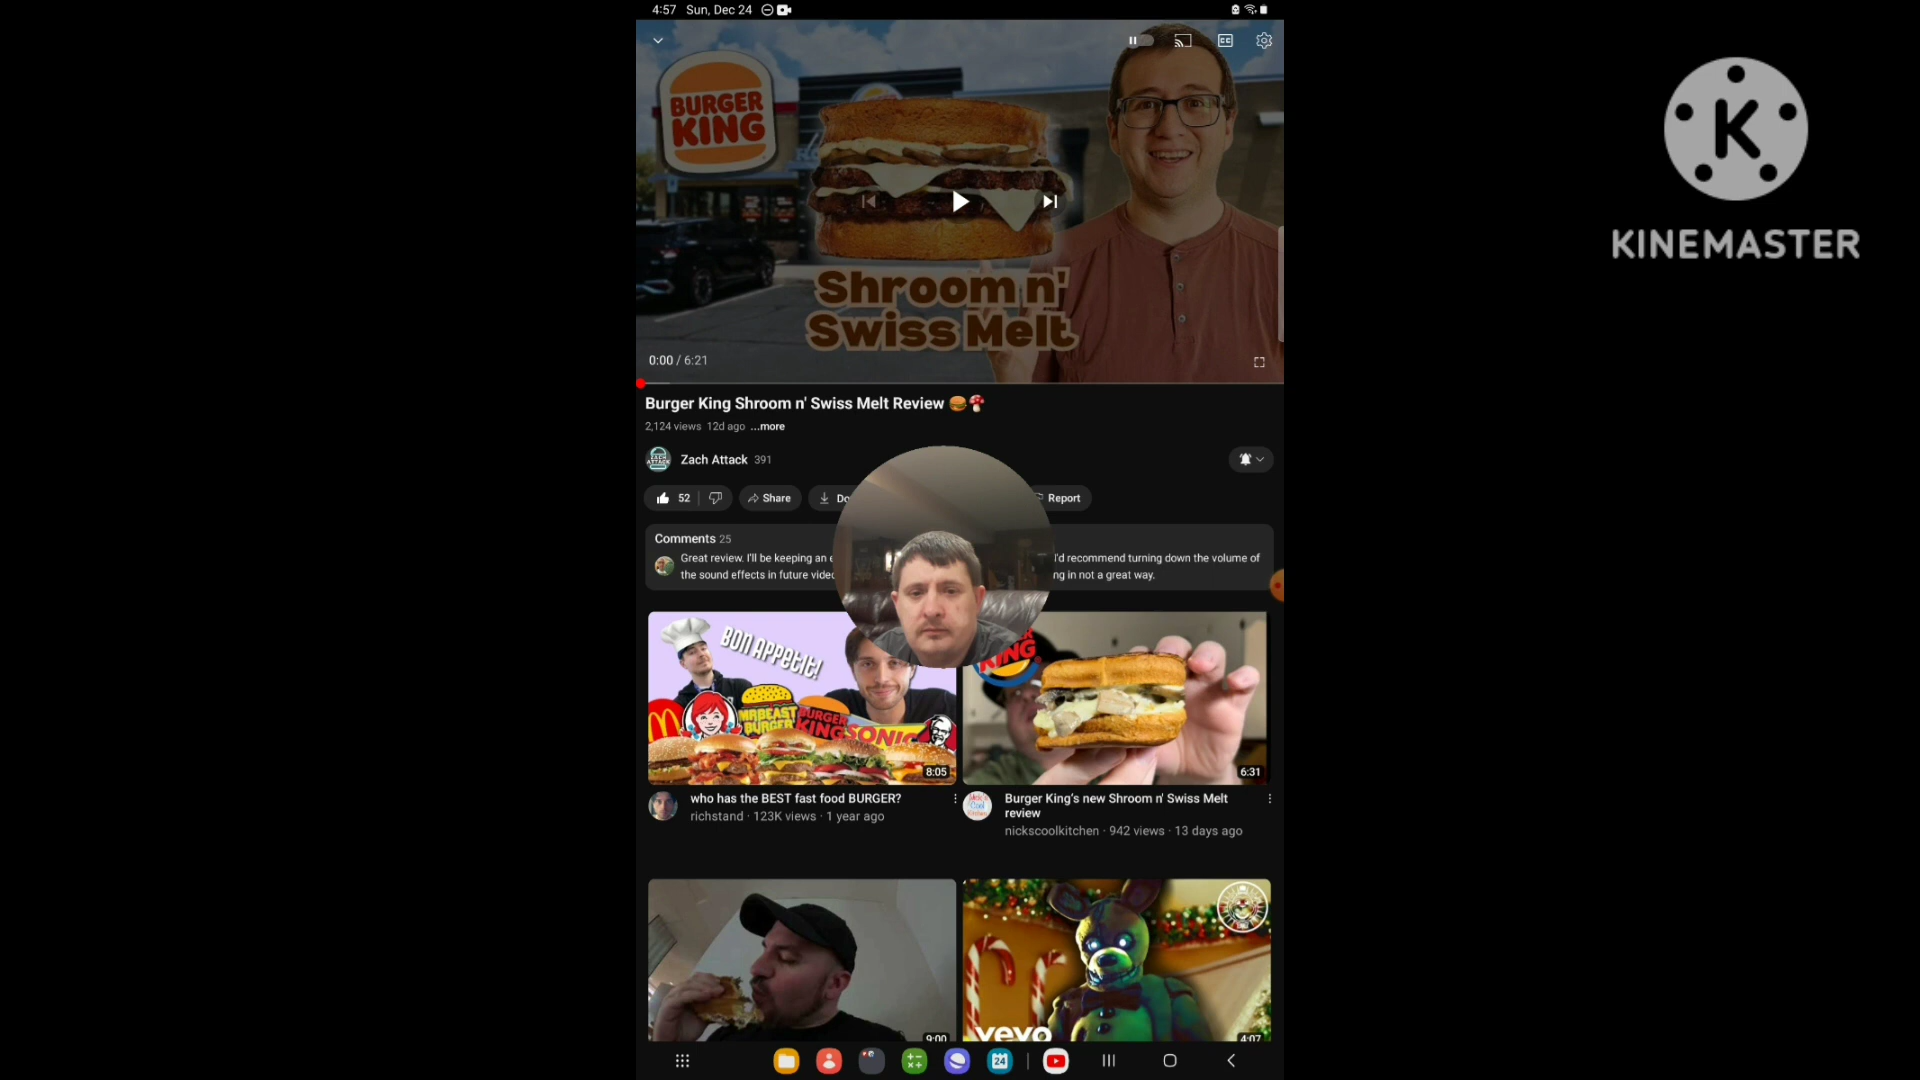 4:57 Sun, Dec 24
BURGER
KING
Shroom n'
Swiss Melt
0:00 / 6:21
Burger King Shroom n' Swiss Melt Review
2,124 views 12d ago ...more
Zach Attack 391
52 Share Do Report
Comments 25
Great review. I'll be keeping an e I'd recommend turning down the volume of
the sound effects in future videc ng in not a great way.
BON APPETIT!
MRBEAST
BURGER
BURGER
KING
SONIC
KFC
8:05
KING
6:31
who has the BEST fast food BURGER?
richstand · 123K views · 1 year ago
Burger King's new Shroom n' Swiss Melt
review
nickscoolkitchen · 942 views · 13 days ago
9:00
vevo
4:07
24
K
KINEMASTER